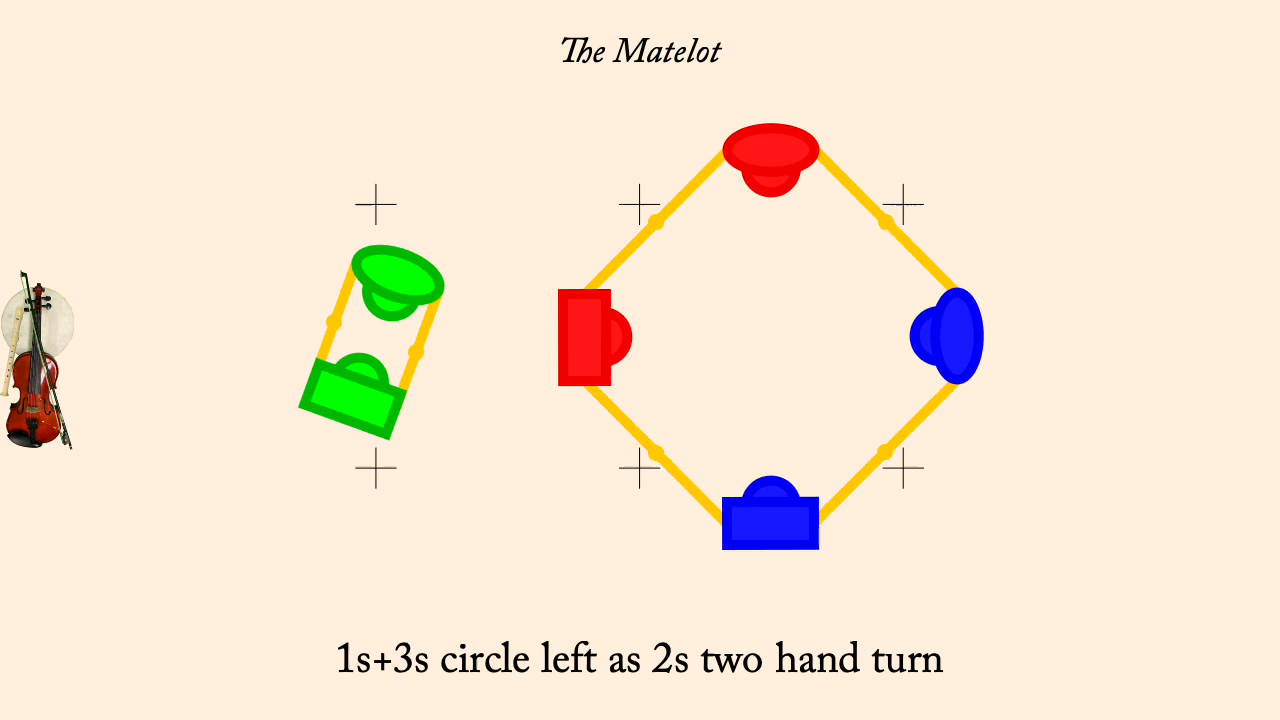 The Matelot
1s+3s circle left as 2s two hand turn